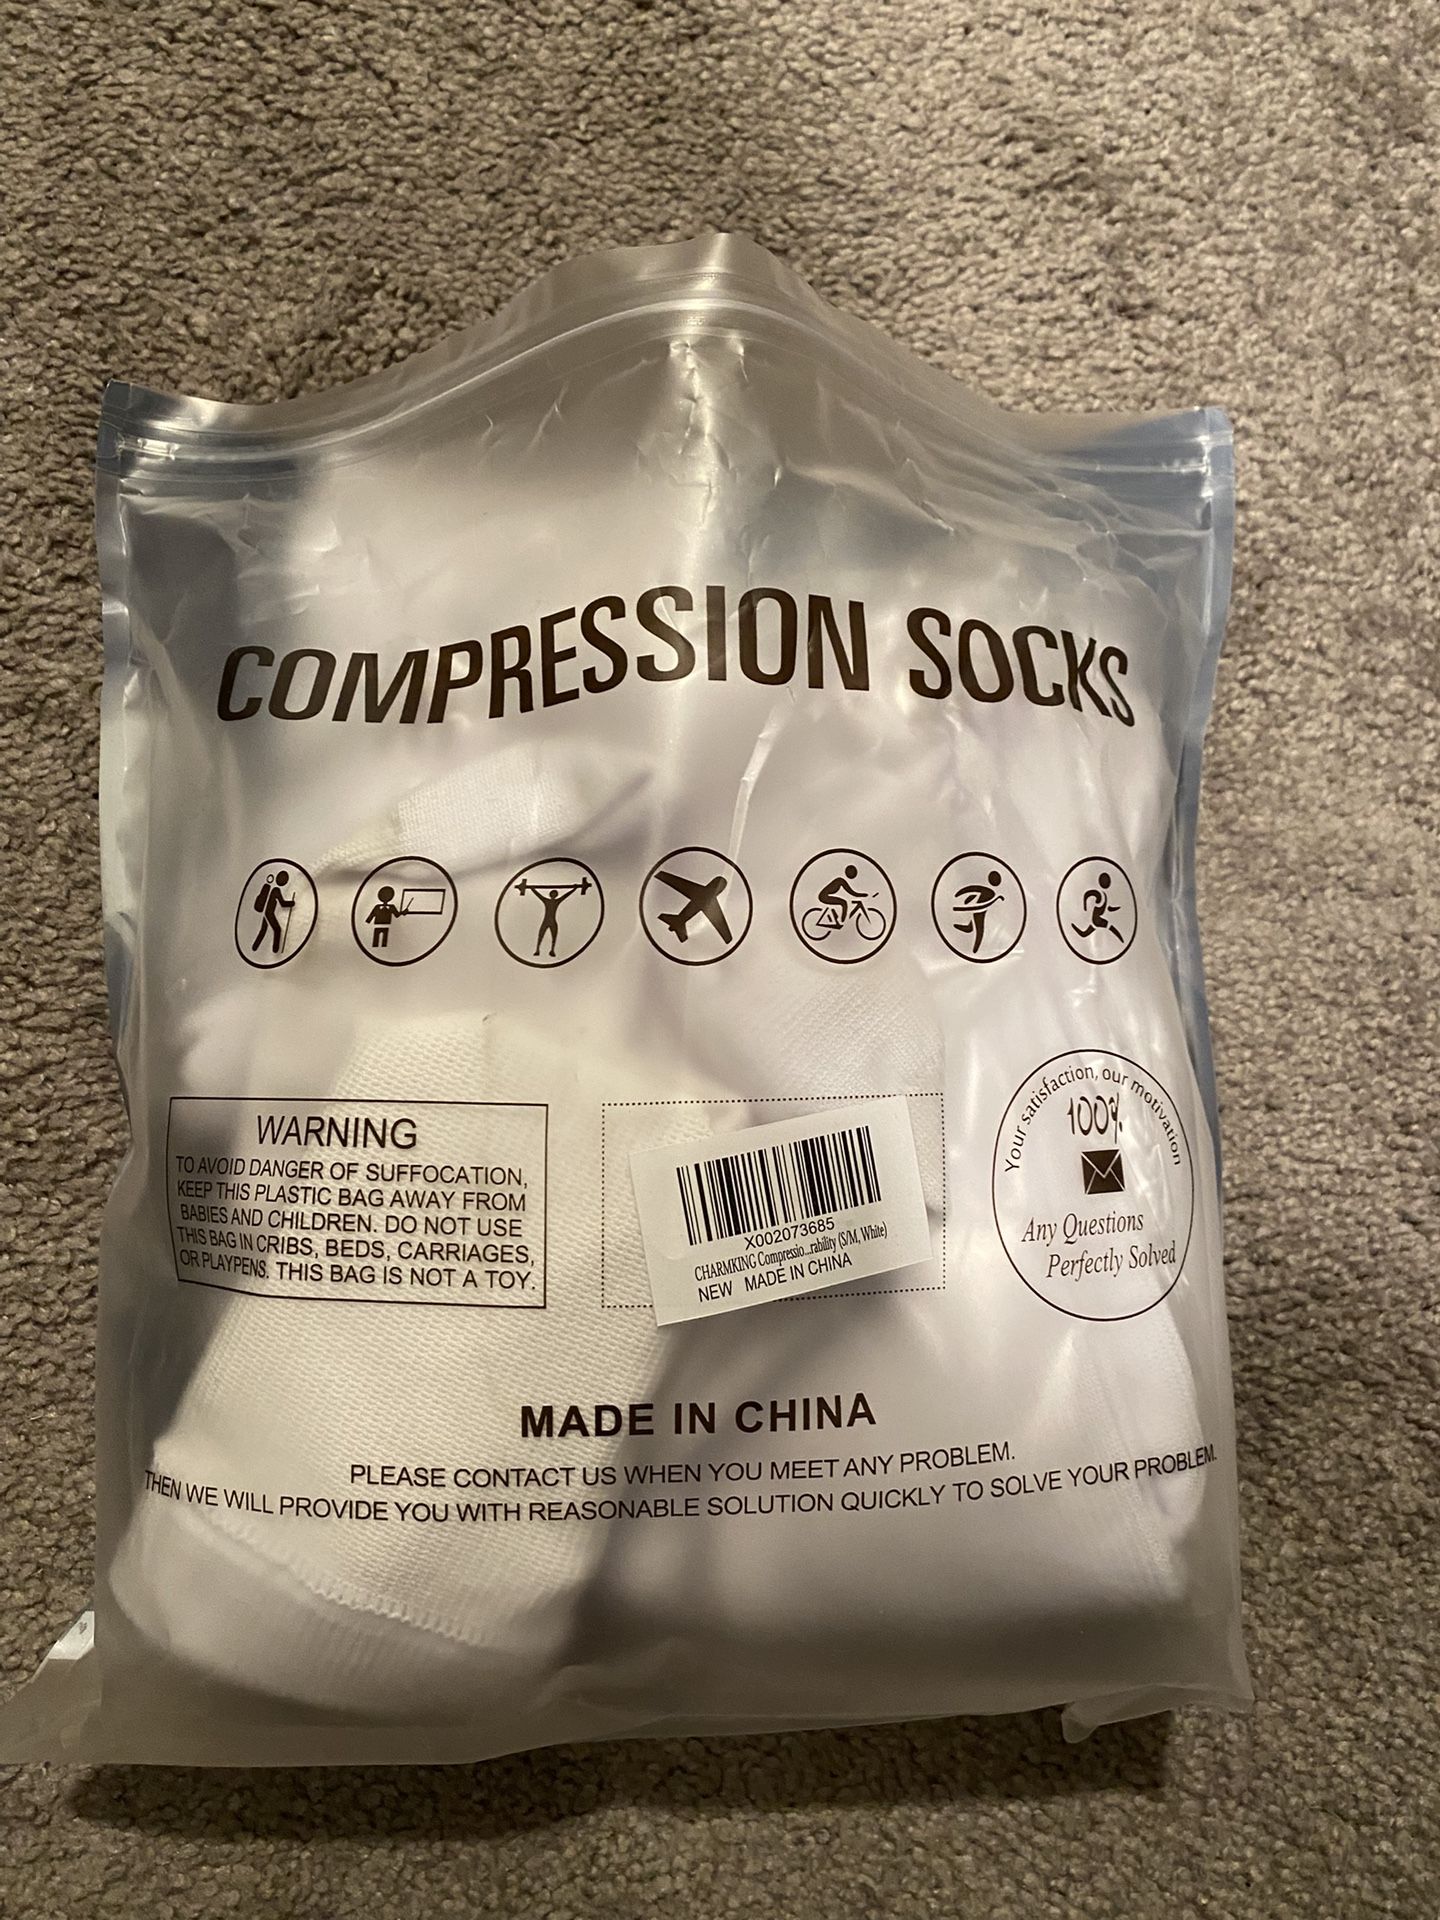 COMPRESSION SOCKS
WARNING
TO AVOID DANGER OF SUFFOCATION,
KEEP THIS PLASTIC BAG AWAY FROM
BABIES AND CHILDREN. DO NOT USE
THIS BAG IN CRIBS, BEDS, CARRIAGES,
OR PLAYPENS. THIS BAG IS NOT A TOY.
X002073685
CHARMKING Compressio...rability (S/M, White)
NEW MADE IN CHINA
Your satisfaction, our motivation
100%
Any Questions
Perfectly Solved
MADE IN CHINA
PLEASE CONTACT US WHEN YOU MEET ANY PROBLEM.
THEN WE WILL PROVIDE YOU WITH REASONABLE SOLUTION QUICKLY TO SOLVE YOUR PROBLEM.